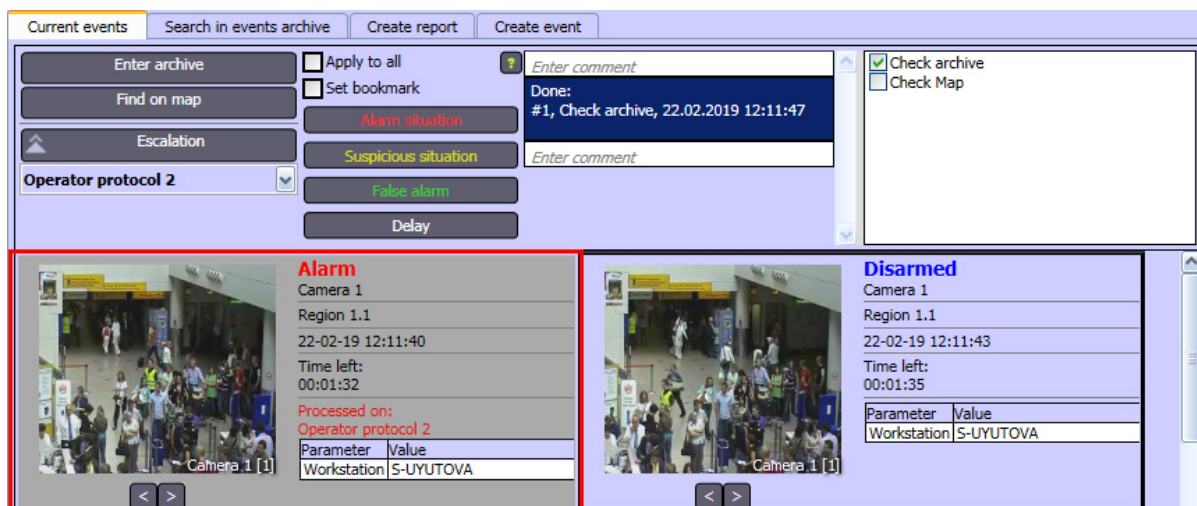 Current events
Search in events archive
Create report
Create event
Enter archive
Find on map
Escalation
Operator protocol 2
Apply to all
?
Set bookmark
Alarm situation
Suspicious situation
False alarm
Delay
Enter comment
Done:
#1, Check archive, 22.02.2019 12:11:47
Enter comment
Check archive
Check Map
Camera 1 [1]
< >
Alarm
Camera 1
Region 1.1
22-02-19 12:11:40
Time left:
00:01:32
Processed on:
Operator protocol 2
Parameter Value
Workstation S-UYUTOVA
Camera 1 [1]
< >
Disarmed
Camera 1
Region 1.1
22-02-19 12:11:43
Time left:
00:01:35
Parameter Value
Workstation S-UYUTOVA